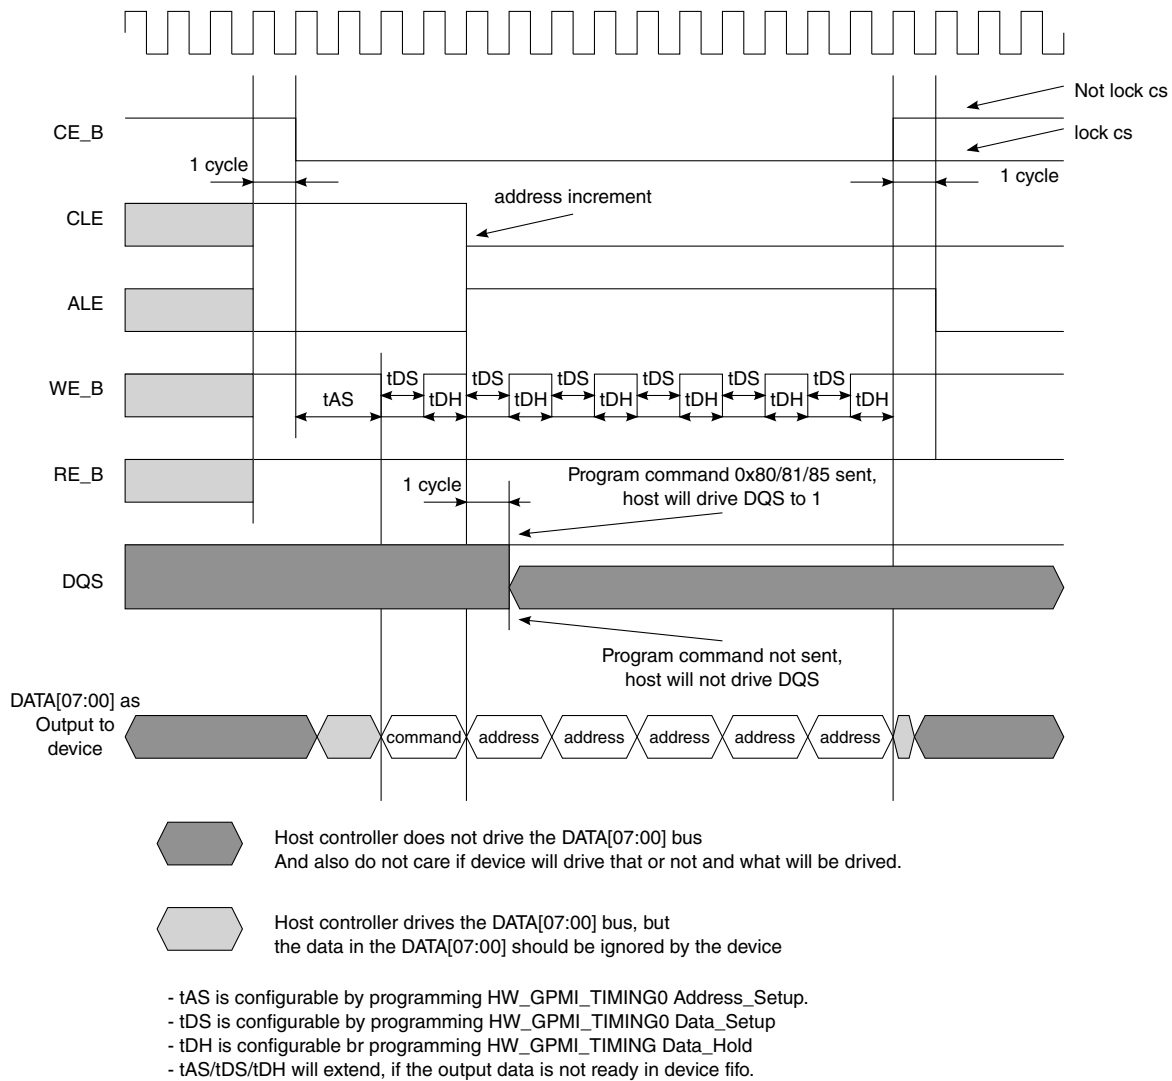 Not lock cs
CE_B
lock cs
1 cycle
1 cycle
CLE
address increment
ALE
WE_B
tDS tDS tDS tDS tDS tDS
tAS tDH tDH tDH tDH tDH tDH
RE_B
1 cycle
Program command 0x80/81/85 sent,
host will drive DQS to 1
DQS
Program command not sent,
host will not drive DQS
DATA[07:00] as
Output to
device
command address address address address address
Host controller does not drive the DATA[07:00] bus
And also do not care if device will drive that or not and what will be drived.
Host controller drives the DATA[07:00] bus, but
the data in the DATA[07:00] should be ignored by the device
- tAS is configurable by programming HW_GPMI_TIMING0 Address_Setup.
- tDS is configurable by programming HW_GPMI_TIMING0 Data_Setup
- tDH is configurable br programming HW_GPMI_TIMING Data_Hold
- tAS/tDS/tDH will extend, if the output data is not ready in device fifo.